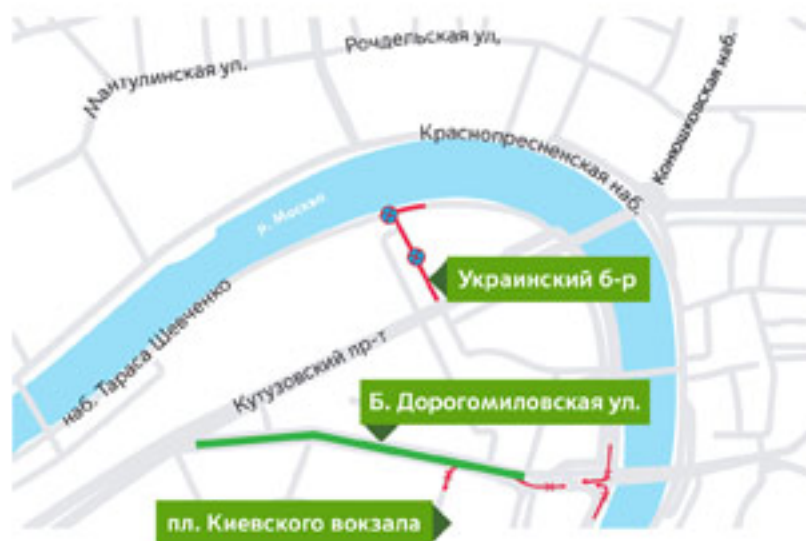 Рочдельская ул.
Мантулинская ул.
Конюшковская наб.
Краснопресненская наб.
р. Москва
Украинский б-р
наб. Тараса Шевченко
Кутузовский пр-т
Б. Дорогомиловская ул.
пл. Киевского вокзала